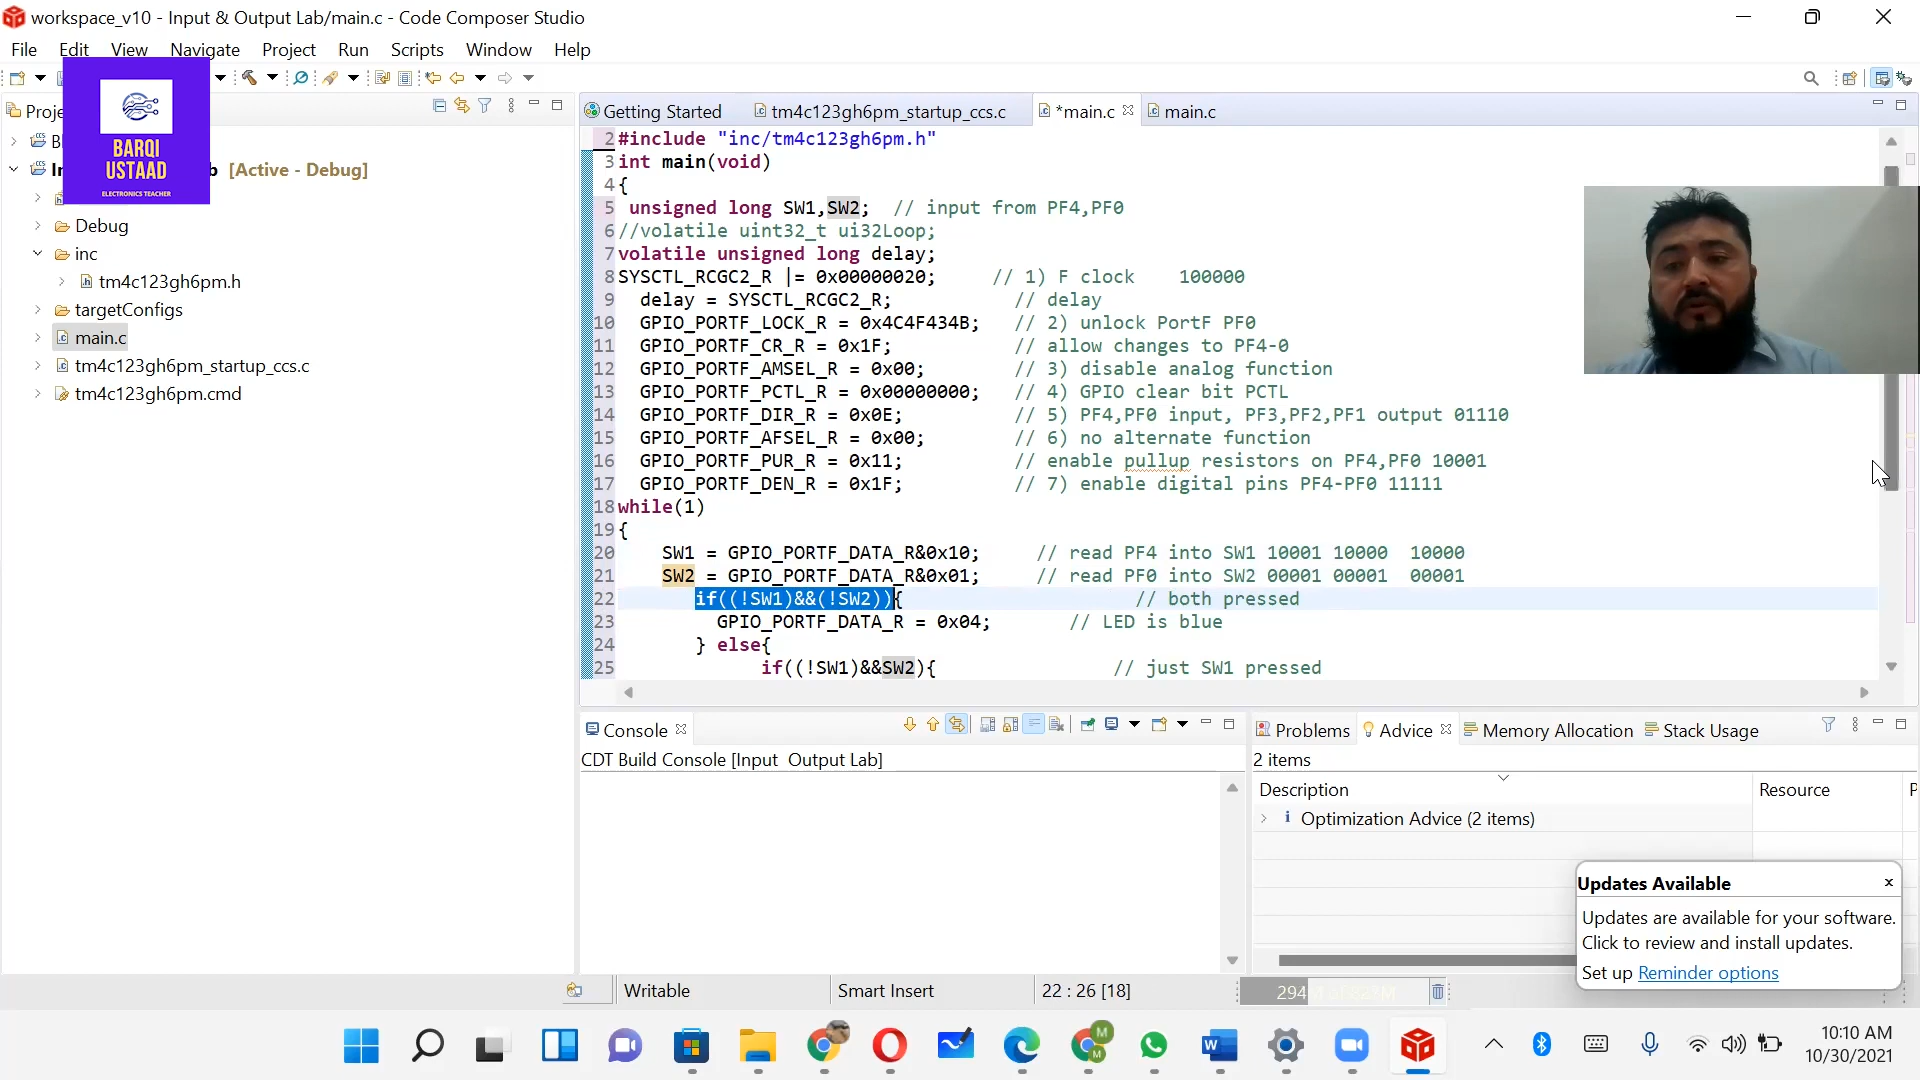 workspace_v10 - Input & Output Lab/main.c - Code Composer Studio
File Edit View Navigate Project Run Scripts Window Help
BARQI
USTAAD
ELECTRONICS TEACHER
[Active - Debug]
Debug
inc
tm4c123gh6pm.h
targetConfigs
main.c
tm4c123gh6pm_startup_ccs.c
tm4c123gh6pm.cmd
Getting Started tm4c123gh6pm_startup_ccs.c *main.c main.c
2 #include "inc/tm4c123gh6pm.h"
3 int main(void)
4 {
5 unsigned long SW1,SW2; // input from PF4,PF0
6 //volatile uint32_t ui32Loop;
7 volatile unsigned long delay;
8 SYSCTL_RCGC2_R |= 0x00000020; // 1) F clock 100000
9 delay = SYSCTL_RCGC2_R; // delay
10 GPIO_PORTF_LOCK_R = 0x4C4F434B; // 2) unlock PortF PF0
11 GPIO_PORTF_CR_R = 0x1F; // allow changes to PF4-0
12 GPIO_PORTF_AMSEL_R = 0x00; // 3) disable analog function
13 GPIO_PORTF_PCTL_R = 0x00000000; // 4) GPIO clear bit PCTL
14 GPIO_PORTF_DIR_R = 0x0E; // 5) PF4,PF0 input, PF3,PF2,PF1 output 01110
15 GPIO_PORTF_AFSEL_R = 0x00; // 6) no alternate function
16 GPIO_PORTF_PUR_R = 0x11; // enable pullup resistors on PF4,PF0 10001
17 GPIO_PORTF_DEN_R = 0x1F; // 7) enable digital pins PF4-PF0 11111
18 while(1)
19 {
20 SW1 = GPIO_PORTF_DATA_R&0x10; // read PF4 into SW1 10001 10000 10000
21 SW2 = GPIO_PORTF_DATA_R&0x01; // read PF0 into SW2 00001 00001 00001
22 if((!SW1)&&(!SW2)){ // both pressed
23 GPIO_PORTF_DATA_R = 0x04; // LED is blue
24 } else{
25 if((!SW1)&&SW2){ // just SW1 pressed
Console
CDT Build Console [Input Output Lab]
Problems Advice Memory Allocation Stack Usage
2 items
Description Resource P
Optimization Advice (2 items)
Updates Available
Updates are available for your software.
Click to review and install updates.
Set up Reminder options
Writable Smart Insert 22 : 26 [18]
10:10 AM
10/30/2021